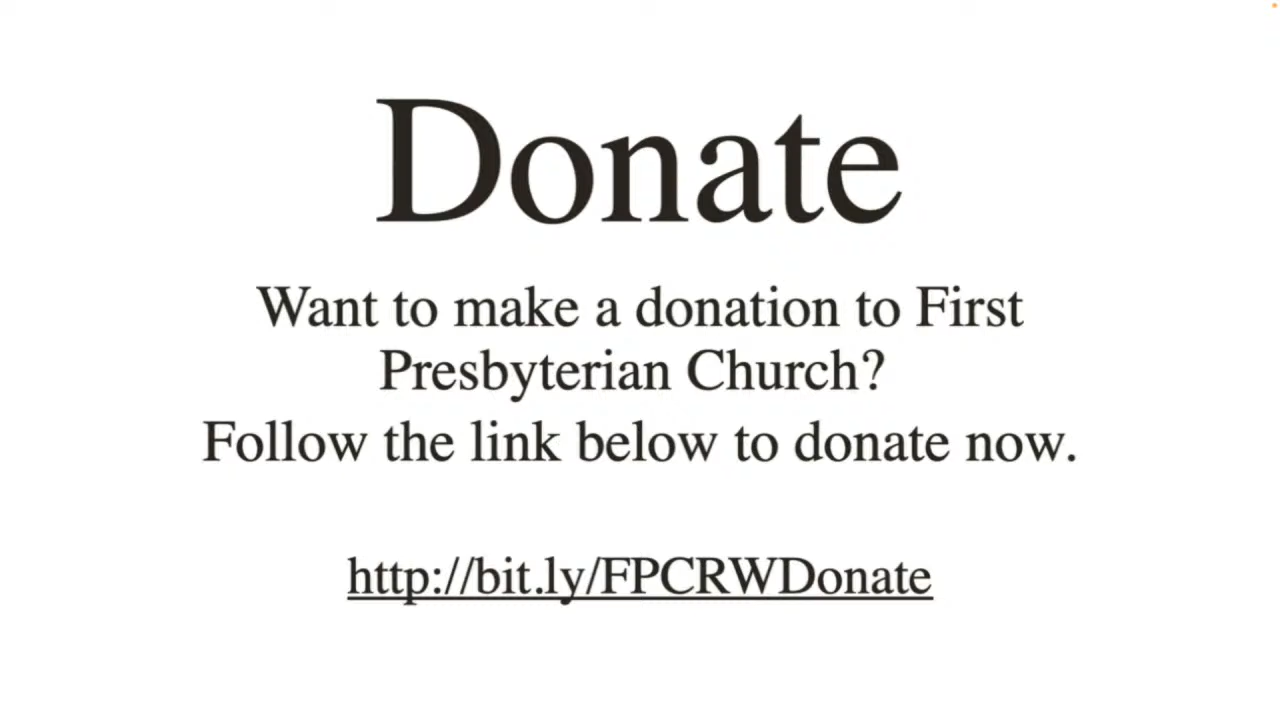 Donate
Want to make a donation to First
Presbyterian Church?
Follow the link below to donate now.
http://bit.ly/FPCRWDonate